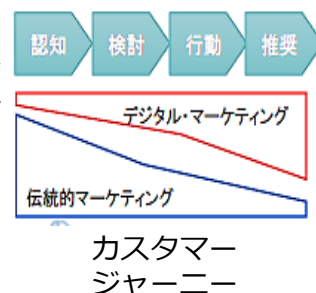 認知 検討 行動 推奨
デジタル・マーケティング
伝統的マーケティング
カスタマー
ジャーニー